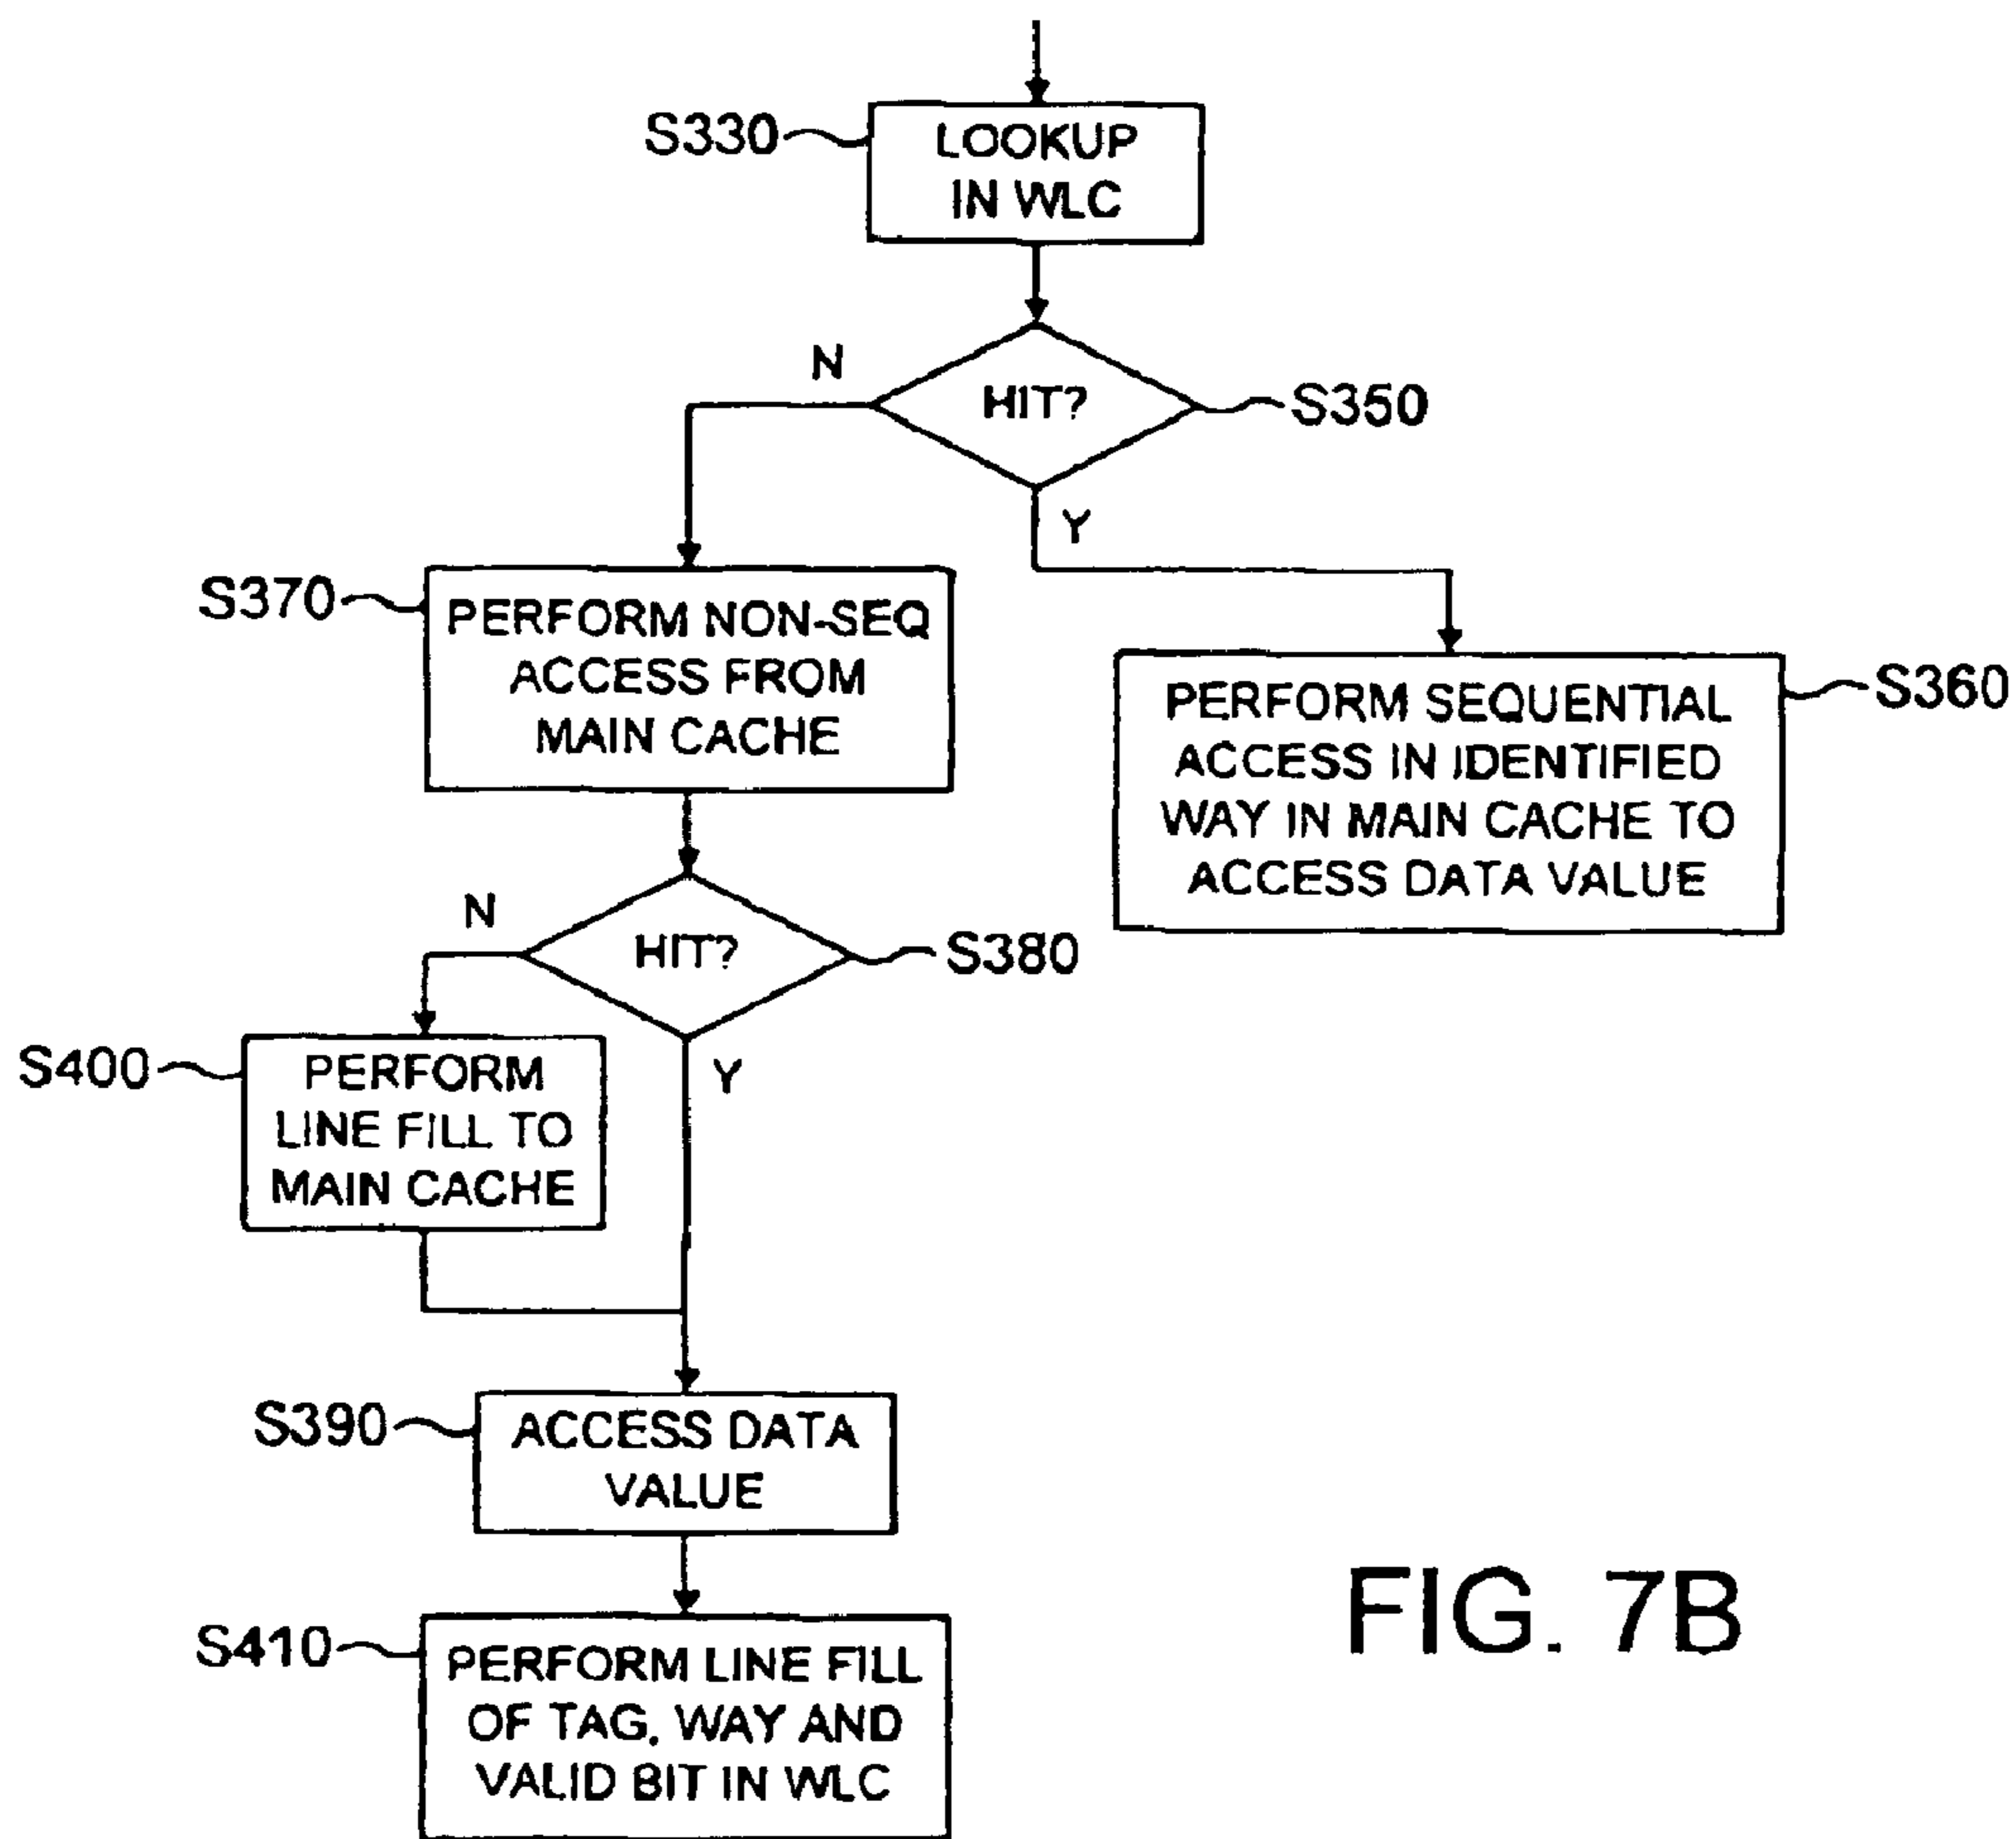 S330
LOOKUP
IN WLC
N
HIT?
S350
Y
S370
PERFORM NON-SEQ
ACCESS FROM
MAIN CACHE
PERFORM SEQUENTIAL
ACCESS IN IDENTIFIED
WAY IN MAIN CACHE TO
ACCESS DATA VALUE
S360
N
HIT?
S380
S400
PERFORM
LINE FILL TO
MAIN CACHE
Y
S390
ACCESS DATA
VALUE
S410
PERFORM LINE FILL
OF TAG, WAY AND
VALID BIT IN WLC
FIG. 7B